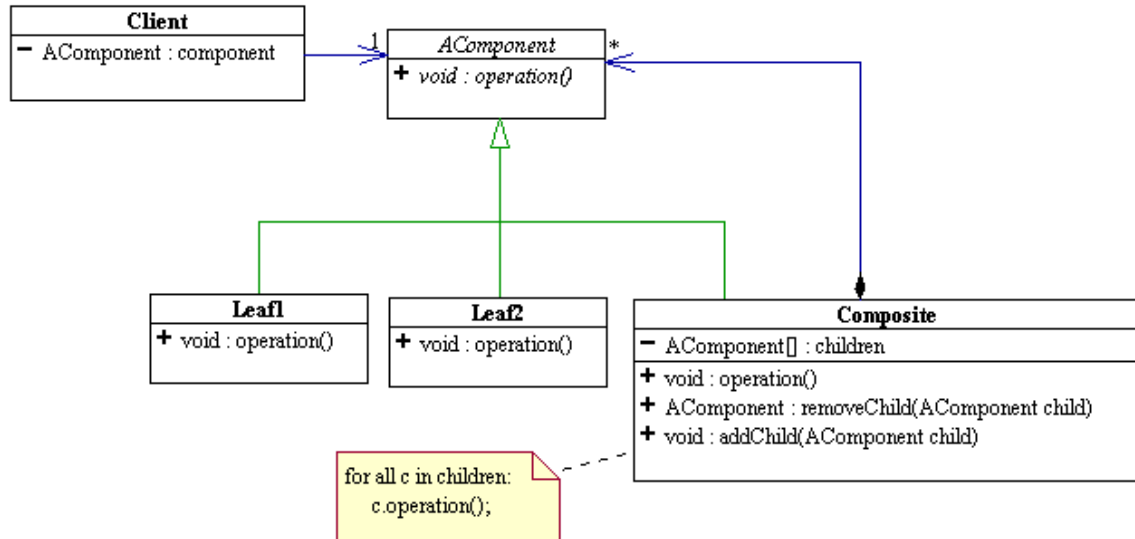 Client
− AComponent : component
1
AComponent
*
+ void : operation()
Leaf1
+ void : operation()
Leaf2
+ void : operation()
Composite
− AComponent[] : children
+ void : operation()
+ AComponent : removeChild(AComponent child)
+ void : addChild(AComponent child)
for all c in children:
c.operation();